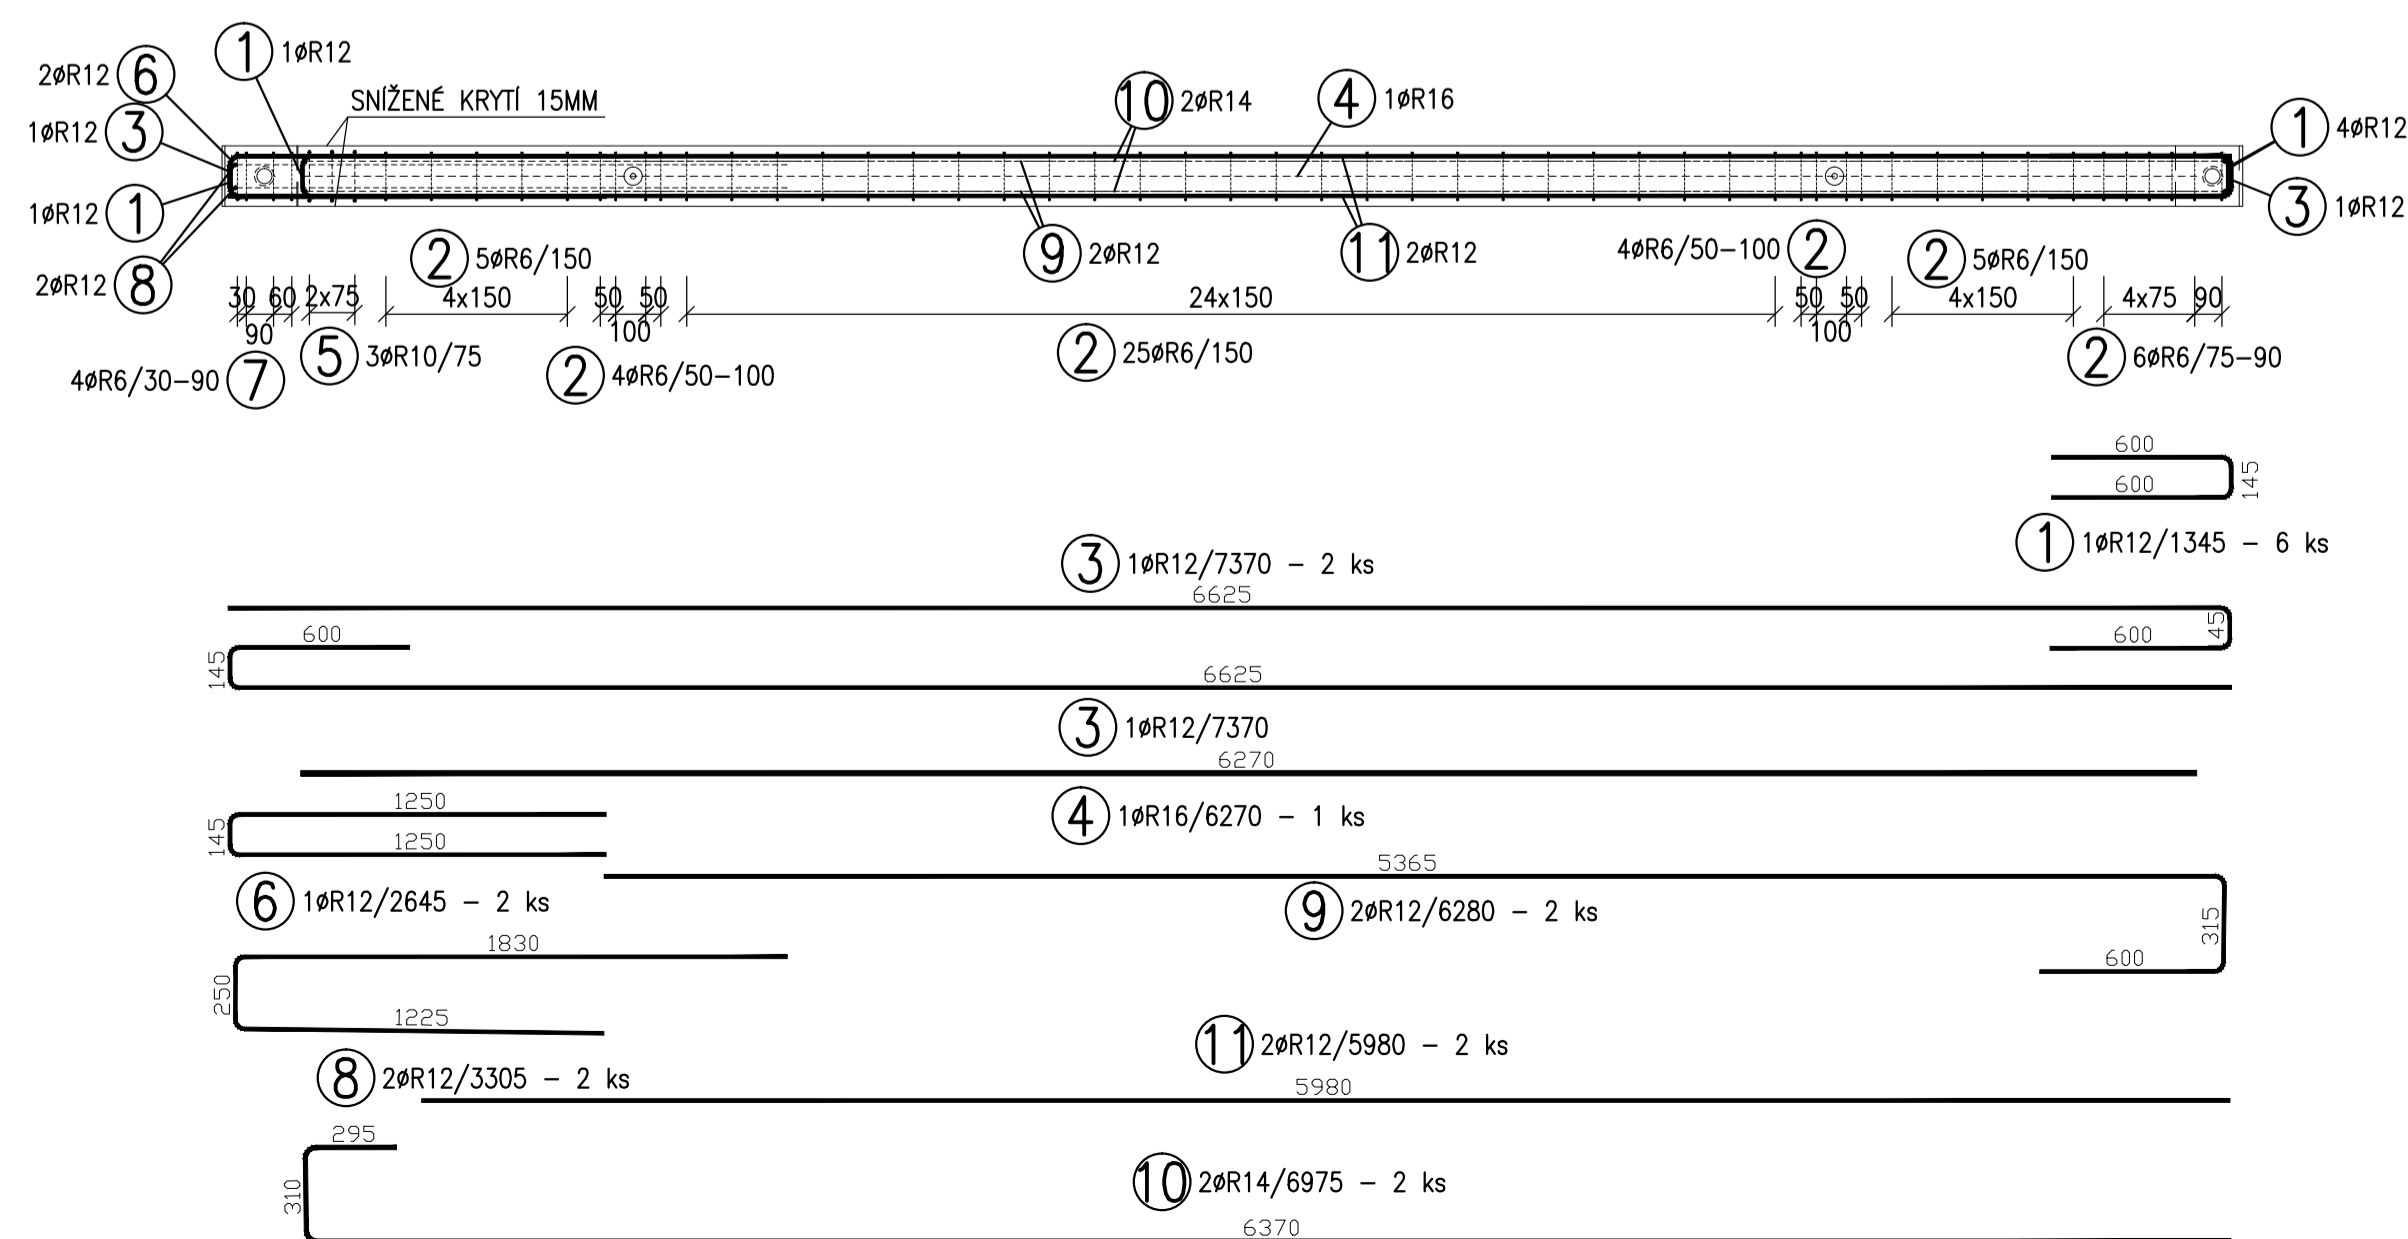 1 1øR12
2øR12 6
SNÍŽENÉ KRYTÍ 15MM
10 2øR14
4 1øR16
1øR12 3
1 4øR12
1øR12 1
3 1øR12
2øR12 8
2 5øR6/150
9 2øR12
11 2øR12
4øR6/50-100 2
2 5øR6/150
30 60 2x75 4x150 50 50 24x150 50 50 4x150 4x75 90
90 100 100
4øR6/30-90 7
5 3øR10/75
2 4øR6/50-100
2 25øR6/150
2 6øR6/75-90
600
600
145
1 1øR12/1345 - 6 ks
3 1øR12/7370 - 2 ks
6625
600
600
45
145
6625
3 1øR12/7370
6270
1250
145
1250
4 1øR16/6270 - 1 ks
5365
6 1øR12/2645 - 2 ks
9 2øR12/6280 - 2 ks
315
600
1830
250
1225
11 2øR12/5980 - 2 ks
8 2øR12/3305 - 2 ks
5980
295
310
10 2øR14/6975 - 2 ks
6370